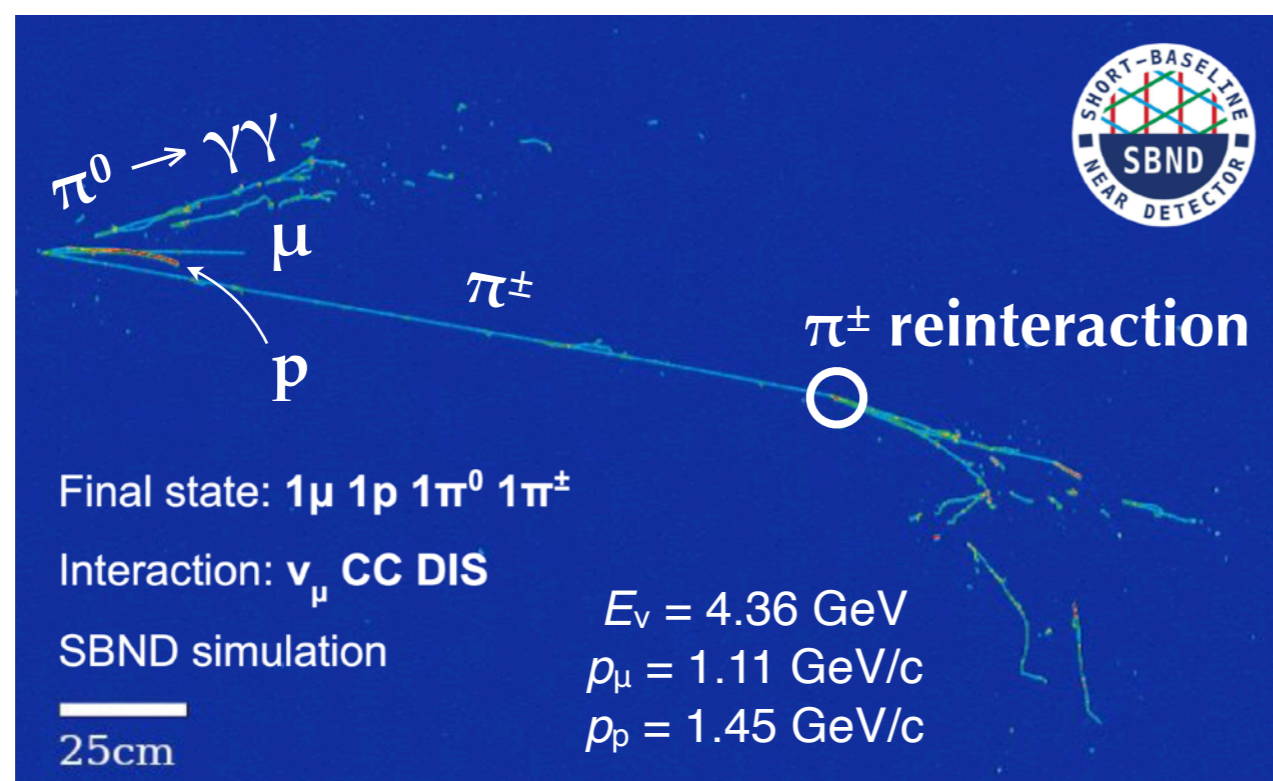 SHORT-BASELINE
SBND
NEAR DETECTOR
π⁰ → γγ
μ
π±
p
π± reinteraction
Final state: 1μ 1p 1π⁰ 1π±
Interaction: νμ CC DIS
SBND simulation
25cm
Eν = 4.36 GeV
pμ = 1.11 GeV/c
pp = 1.45 GeV/c